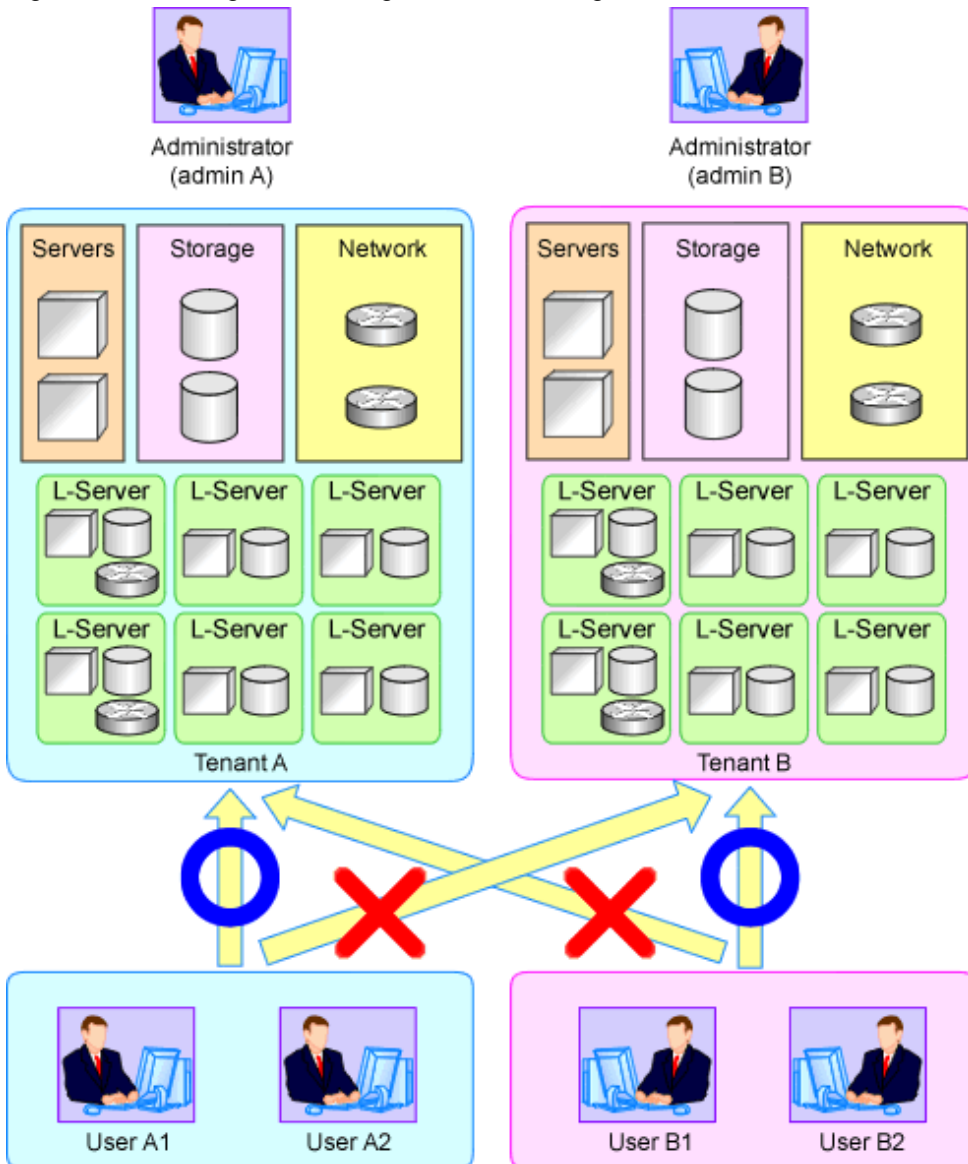 Administrator
(admin A)
Administrator
(admin B)
Servers
Storage
Network
L-Server
L-Server
L-Server
L-Server
L-Server
L-Server
Tenant A
Servers
Storage
Network
L-Server
L-Server
L-Server
L-Server
L-Server
L-Server
Tenant B
User A1
User A2
User B1
User B2